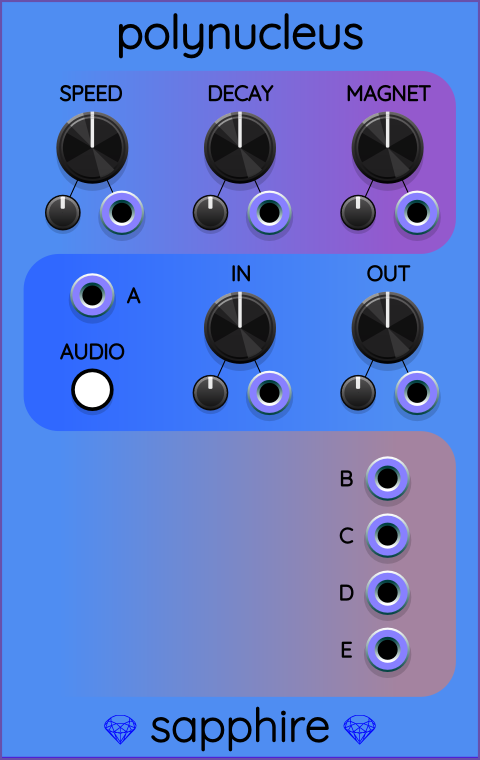 polynucleus
SPEED DECAY MAGNET
A
IN OUT
AUDIO
B
C
D
E
sapphire